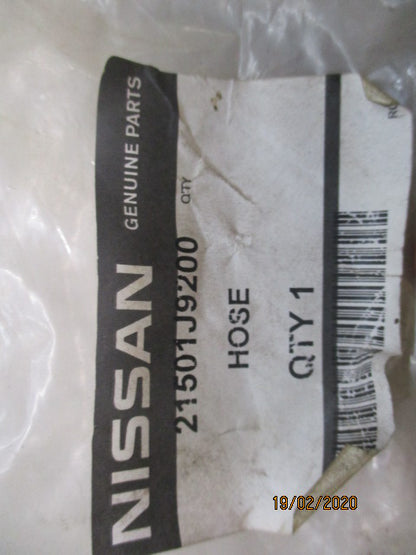 NISSAN GENUINE PARTS
21501J9200 QTY
HOSE
QTY 1
19/02/2020